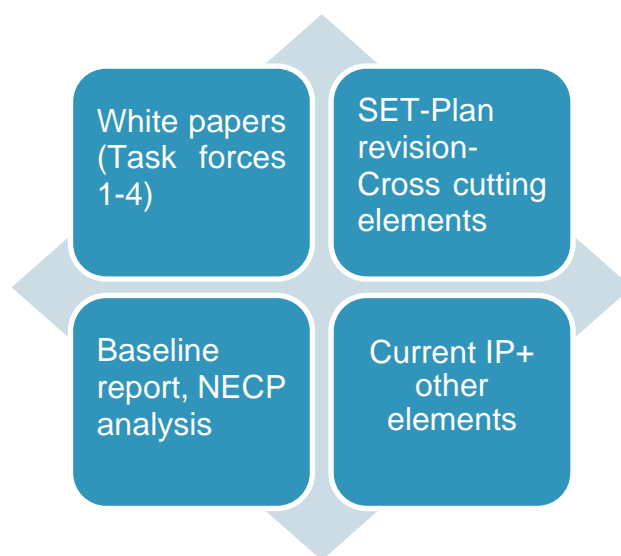 White papers
(Task forces
1-4)
SET-Plan
revision-
Cross cutting
elements
Baseline
report, NECP
analysis
Current IP+
other
elements